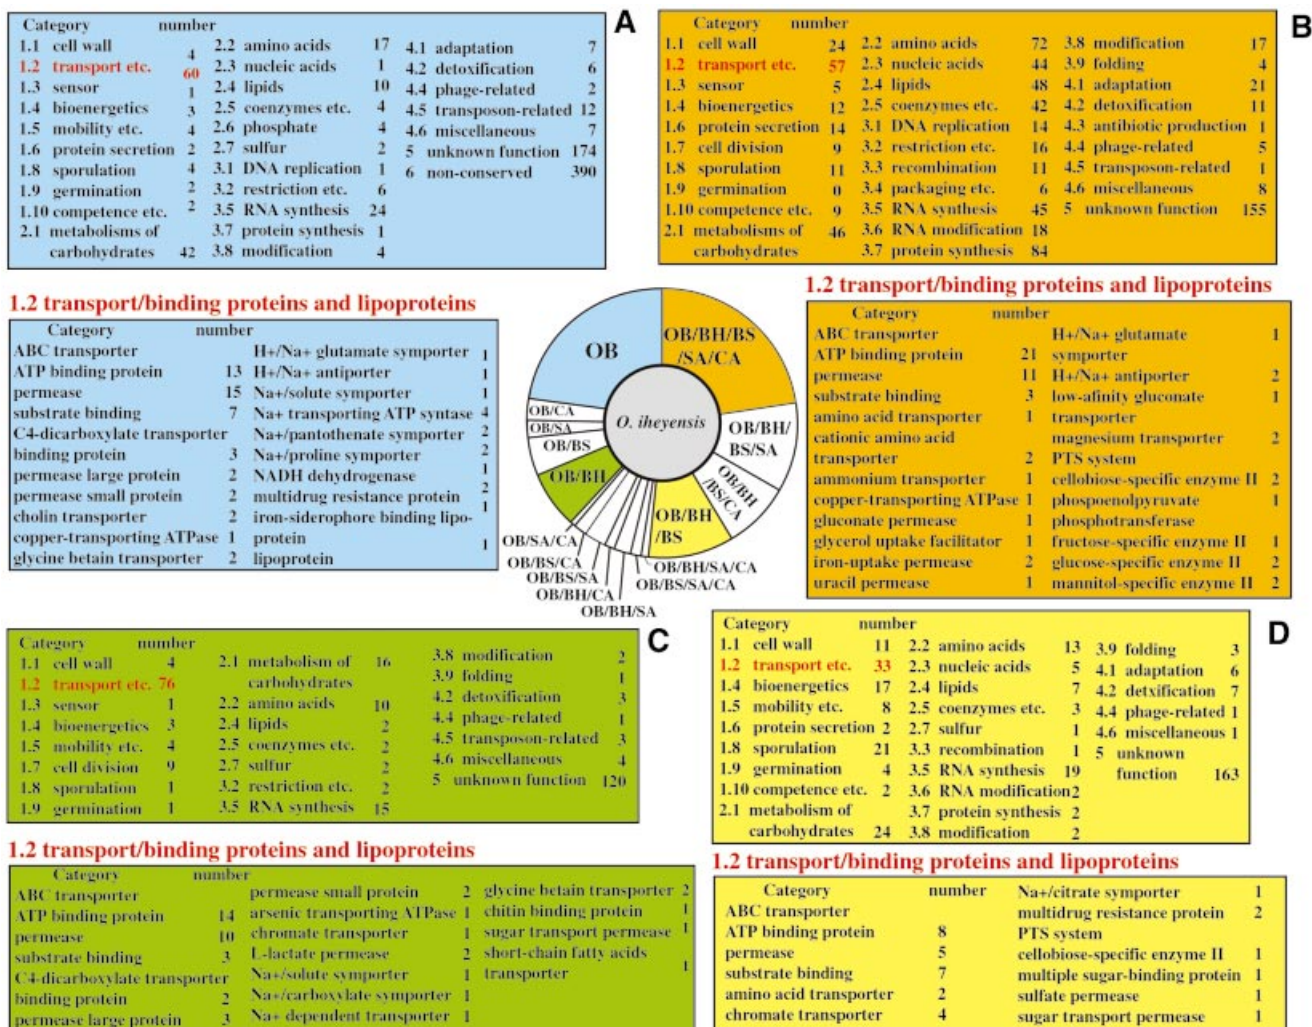 A
Category number
1.1 cell wall 4
1.2 transport etc. 60
1.3 sensor 1
1.4 bioenergetics 3
1.5 mobility etc. 4
1.6 protein secretion 2
1.8 sporulation 4
1.9 germination 2
1.10 competence etc. 2
2.1 metabolisms of
carbohydrates 42
2.2 amino acids 17
2.3 nucleic acids 1
2.4 lipids 10
2.5 coenzymes etc. 4
2.6 phosphate 4
2.7 sulfur 2
3.1 DNA replication 1
3.2 restriction etc. 6
3.5 RNA synthesis 24
3.7 protein synthesis 1
3.8 modification 4
4.1 adaptation 7
4.2 detoxification 6
4.4 phage-related 2
4.5 transposon-related 12
4.6 miscellaneous 7
5 unknown function 174
6 non-conserved 390
1.2 transport/binding proteins and lipoproteins
Category number
ABC transporter
ATP binding protein 13
permease 15
substrate binding 7
C4-dicarboxylate transporter
binding protein 3
permease large protein 2
permease small protein 2
cholin transporter 2
copper-transporting ATPase 1
glycine betain transporter 2
H+/Na+ glutamate symporter 1
H+/Na+ antiporter 1
Na+/solute symporter 1
Na+ transporting ATP syntase 4
Na+/pantothenate symporter 2
Na+/proline symporter 2
NADH dehydrogenase 1
multidrug resistance protein 2
iron-siderophore binding lipo- 1
protein
lipoprotein 1
B
Category number
1.1 cell wall 24
1.2 transport etc. 57
1.3 sensor 5
1.4 bioenergetics 12
1.6 protein secretion 14
1.7 cell division 9
1.8 sporulation 11
1.9 germination 0
1.10 competence etc. 9
2.1 metabolisms of 46
carbohydrates
2.2 amino acids 72
2.3 nucleic acids 44
2.4 lipids 48
2.5 coenzymes etc. 42
3.1 DNA replication 14
3.2 restriction etc. 16
3.3 recombination 11
3.4 packaging etc. 6
3.5 RNA synthesis 45
3.6 RNA modification 18
3.7 protein synthesis 84
3.8 modification 17
3.9 folding 4
4.1 adaptation 21
4.2 detoxification 11
4.3 antibiotic production 1
4.4 phage-related 5
4.5 transposon-related 1
4.6 miscellaneous 8
5 unknown function 155
1.2 transport/binding proteins and lipoproteins
Category number
ABC transporter
ATP binding protein 21
permease 11
substrate binding 3
amino acid transporter 1
cationic amino acid
transporter 2
ammonium transporter 1
copper-transporting ATPase 1
gluconate permease 1
glycerol uptake facilitator 1
iron-uptake permease 2
uracil permease 1
H+/Na+ glutamate 1
symporter
H+/Na+ antiporter 2
low-afinity gluconate 1
transporter
magnesium transporter 2
PTS system
cellobiose-specific enzyme II 2
phospoenolpyruvate 1
phosphotransferase
fructose-specific enzyme II 1
glucose-specific enzyme II 2
mannitol-specific enzyme II 2
OB
OB/BH/BS
/SA/CA
OB/BH/
BS/SA
OB/BH
/BS/CA
OB/BH
/BS
OB/BH/SA/CA
OB/BS/SA/CA
OB/BH/SA
OB/BH/CA
OB/BS/SA
OB/BS/CA
OB/SA/CA
OB/BH
OB/BS
OB/SA
OB/CA
O. iheyensis
C
Category number
1.1 cell wall 4
1.2 transport etc. 76
1.3 sensor 1
1.4 bioenergetics 3
1.5 mobility etc. 4
1.7 cell division 9
1.8 sporulation 1
1.9 germination 1
2.1 metabolism of 16
carbohydrates
2.2 amino acids 10
2.4 lipids 2
2.5 coenzymes etc. 2
2.7 sulfur 2
3.2 restriction etc. 2
3.5 RNA synthesis 15
3.8 modification 2
3.9 folding 1
4.2 detoxification 3
4.4 phage-related 1
4.5 transposon-related 3
4.6 miscellaneous 4
5 unknown function 120
1.2 transport/binding proteins and lipoproteins
Category number
ABC transporter
ATP binding protein 14
permease 10
substrate binding 3
C4-dicarboxylate transporter
binding protein 2
permease large protein 3
permease small protein 2
arsenic transporting ATPase 1
chromate transporter 1
L-lactate permease 2
Na+/solute symporter 1
Na+/carboxylate symporter 1
Na+ dependent transporter 1
glycine betain transporter 2
chitin binding protein 1
sugar transport permease 1
short-chain fatty acids
transporter 1
D
Category number
1.1 cell wall 11
1.2 transport etc. 33
1.4 bioenergetics 17
1.5 mobility etc. 8
1.6 protein secretion 2
1.8 sporulation 21
1.9 germination 4
1.10 competence etc. 2
2.1 metabolism of
carbohydrates 24
2.2 amino acids 13
2.3 nucleic acids 5
2.4 lipids 7
2.5 coenzymes etc. 3
2.7 sulfur 1
3.3 recombination 1
3.5 RNA synthesis 19
3.6 RNA modification 2
3.7 protein synthesis 2
3.8 modification 2
3.9 folding 3
4.1 adaptation 6
4.2 detxification 7
4.4 phage-related 1
4.6 miscellaneous 1
5 unknown
function 163
1.2 transport/binding proteins and lipoproteins
Category number
ABC transporter
ATP binding protein 8
permease 5
substrate binding 7
amino acid transporter 2
chromate transporter 4
Na+/citrate symporter 1
multidrug resistance protein 2
PTS system
cellobiose-specific enzyme II 1
multiple sugar-binding protein 1
sulfate permease 1
sugar transport permease 1